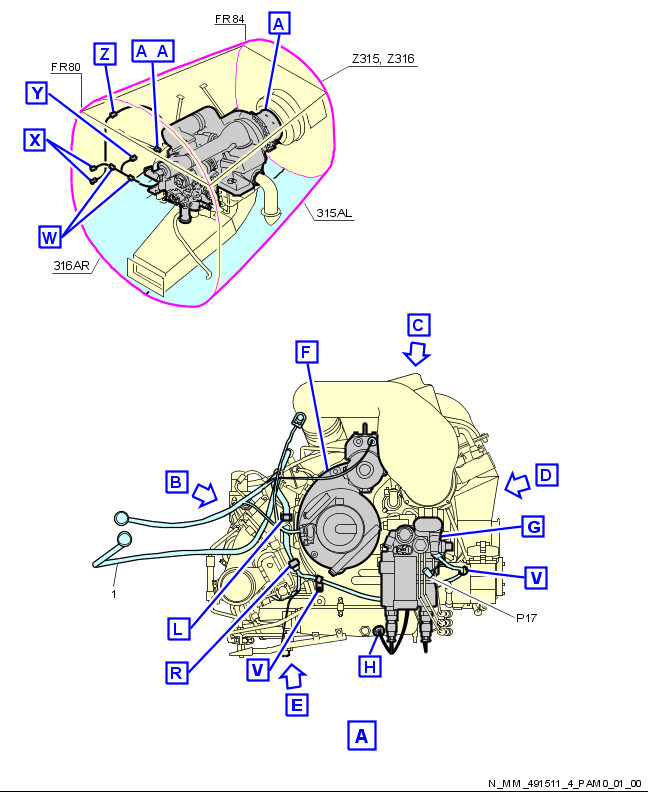 FR84
A
Z
A A
Z315, Z316
FR80
Y
X
W
315AL
316AR
C
F
B
D
G
V
1
P17
L
R
V
H
E
A
N_MM_491511_4_PAM0_01_00